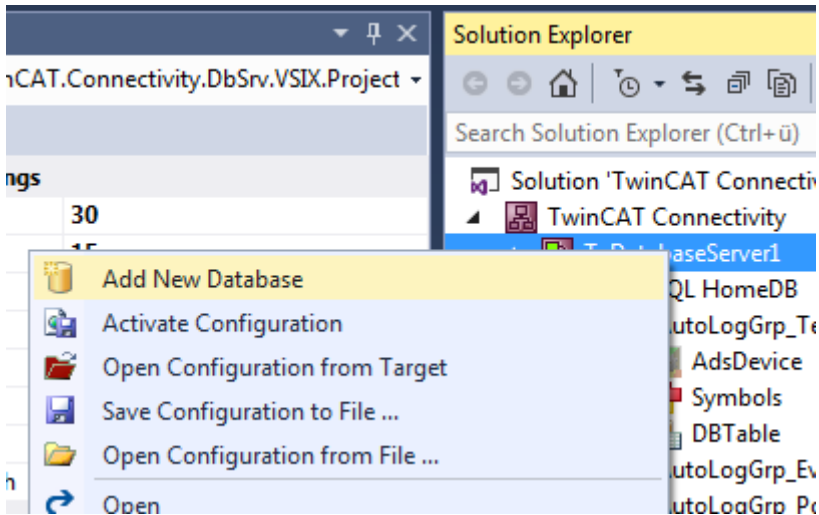 nCAT.Connectivity.DbSrv.VSIX.Project
ngs
30
15
h
Add New Database
Activate Configuration
Open Configuration from Target
Save Configuration to File ...
Open Configuration from File ...
Open
Solution Explorer
Search Solution Explorer (Ctrl+ü)
Solution 'TwinCAT Connectiv
TwinCAT Connectivity
baseServer1
QL HomeDB
utoLogGrp_Te
AdsDevice
Symbols
DBTable
utoLogGrp_Ev
utoLogGrp_Po